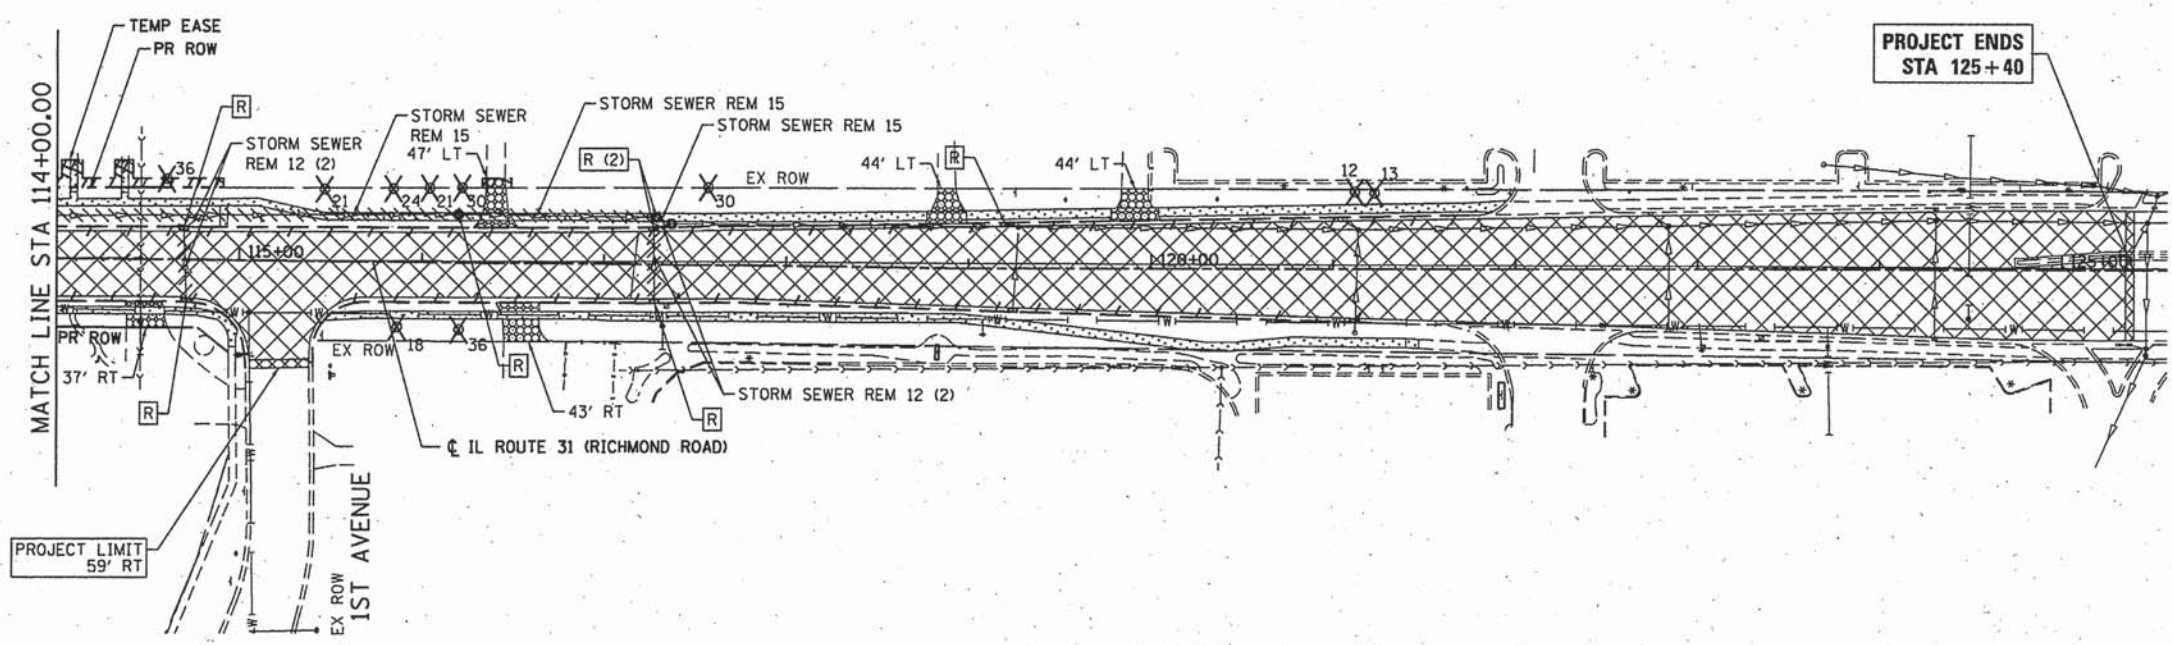 TEMP EASE
PR ROW
MATCH LINE STA 114+00.00
R
36
STORM SEWER
REM 12 (2)
STORM SEWER
REM 15
47' LT
STORM SEWER REM 15
STORM SEWER REM 15
R (2)
44' LT
R
44' LT
PROJECT ENDS
STA 125+40
21
24
21
30
30
EX ROW
12
13
115+00
120+00
125+00
W
W
W
W
W
W
W
W
W
PR ROW
37' RT
R
EX ROW
18
36
R
43' RT
STORM SEWER REM 12 (2)
R
℄ IL ROUTE 31 (RICHMOND ROAD)
PROJECT LIMIT
59' RT
W
W
EX ROW
1ST AVENUE